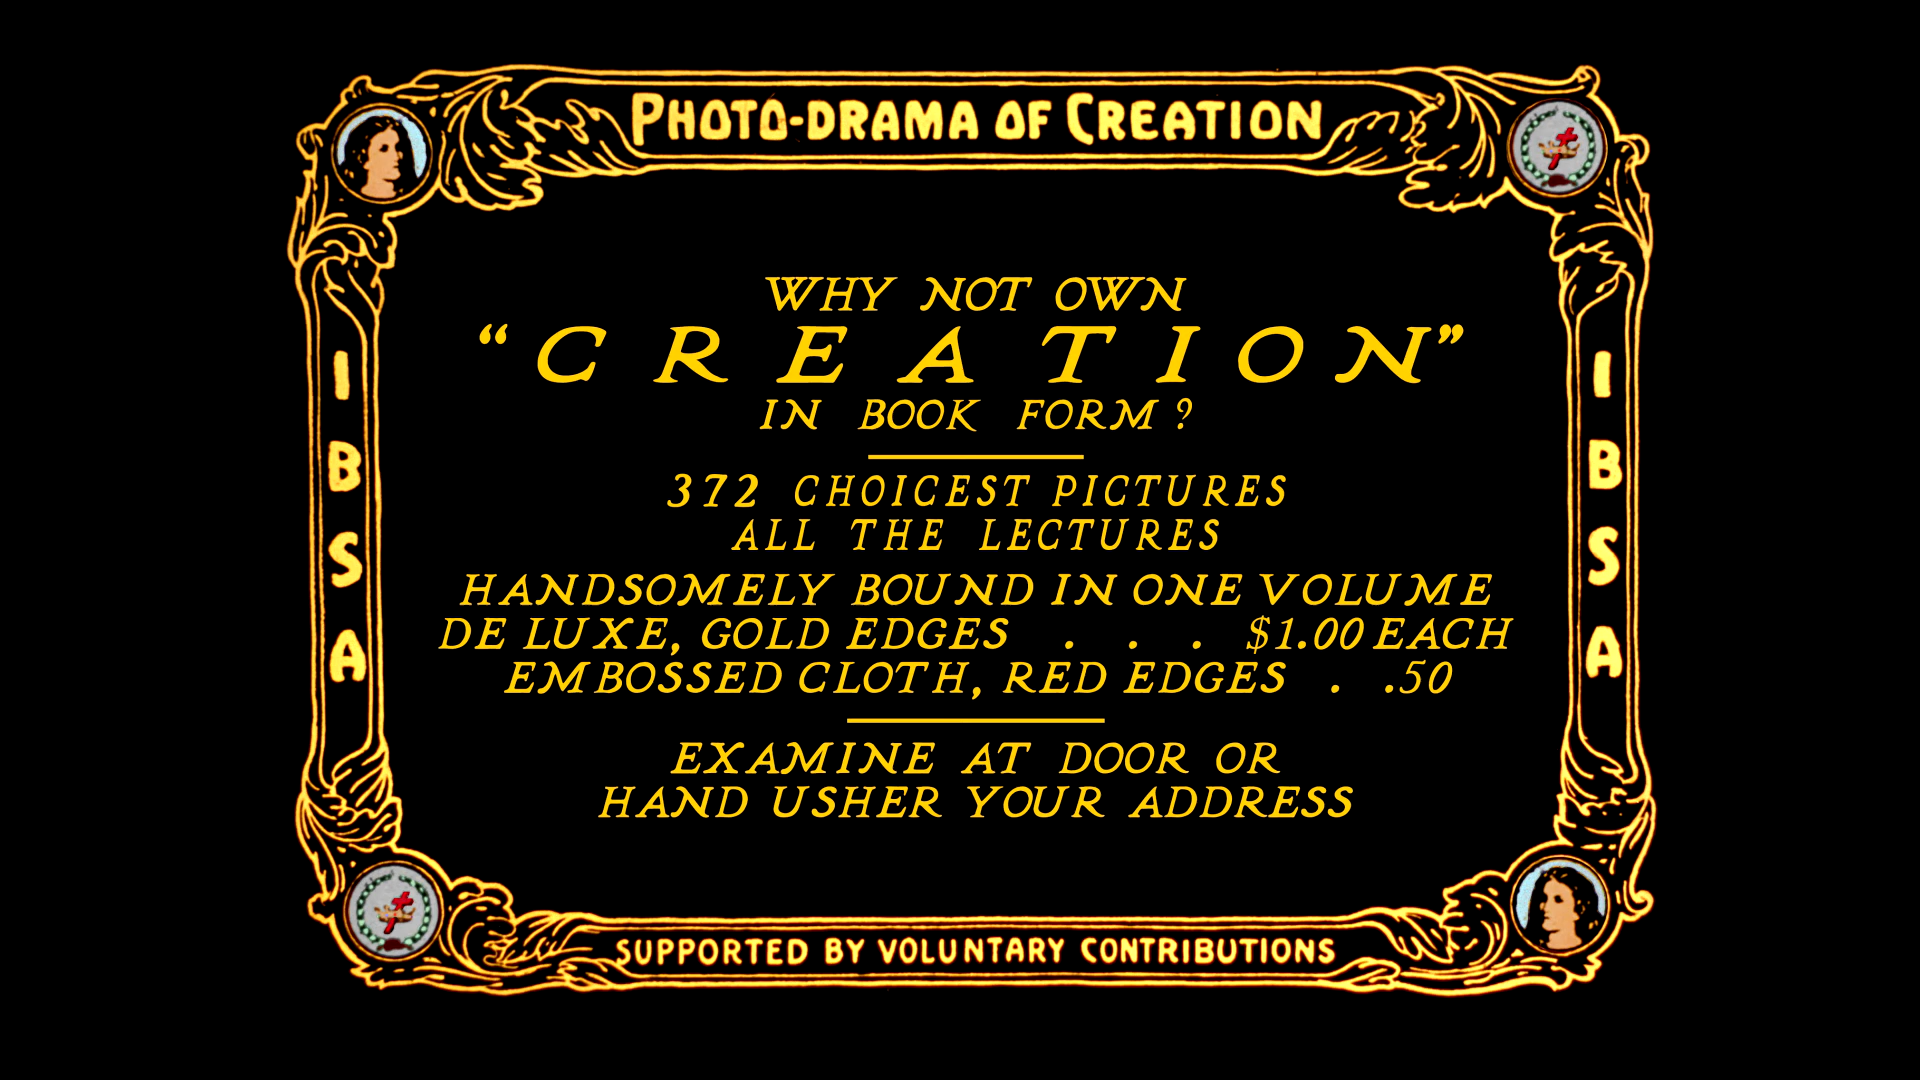 PHOTO-DRAMA OF CREATION
I B S A
WHY NOT OWN
"CREATION"
IN BOOK FORM?
372 CHOICEST PICTURES
ALL THE LECTURES
HANDSOMELY BOUND IN ONE VOLUME
DE LUXE, GOLD EDGES . . . $1.00 EACH
EMBOSSED CLOTH, RED EDGES . .50
EXAMINE AT DOOR OR
HAND USHER YOUR ADDRESS
I B S A
SUPPORTED BY VOLUNTARY CONTRIBUTIONS